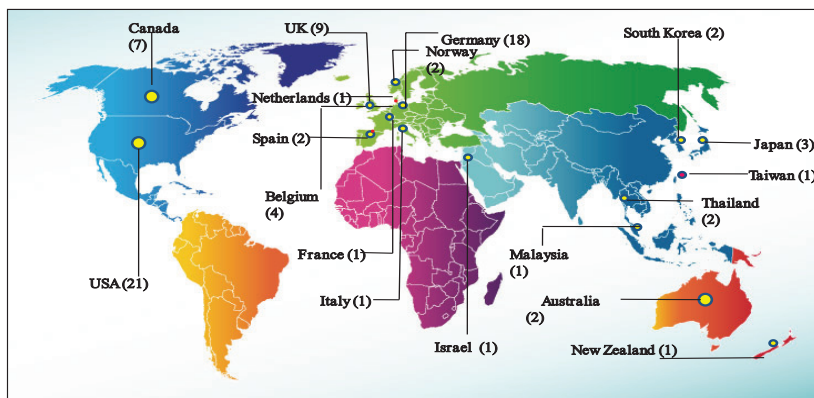 Canada
(7)
UK (9)
Germany (18)
Norway
(2)
South Korea (2)
Netherlands (1)
Spain (2)
Japan (3)
Taiwan (1)
Belgium
(4)
Thailand
(2)
France (1)
Malaysia
(1)
USA (21)
Italy (1)
Australia
(2)
Israel (1)
New Zealand (1)